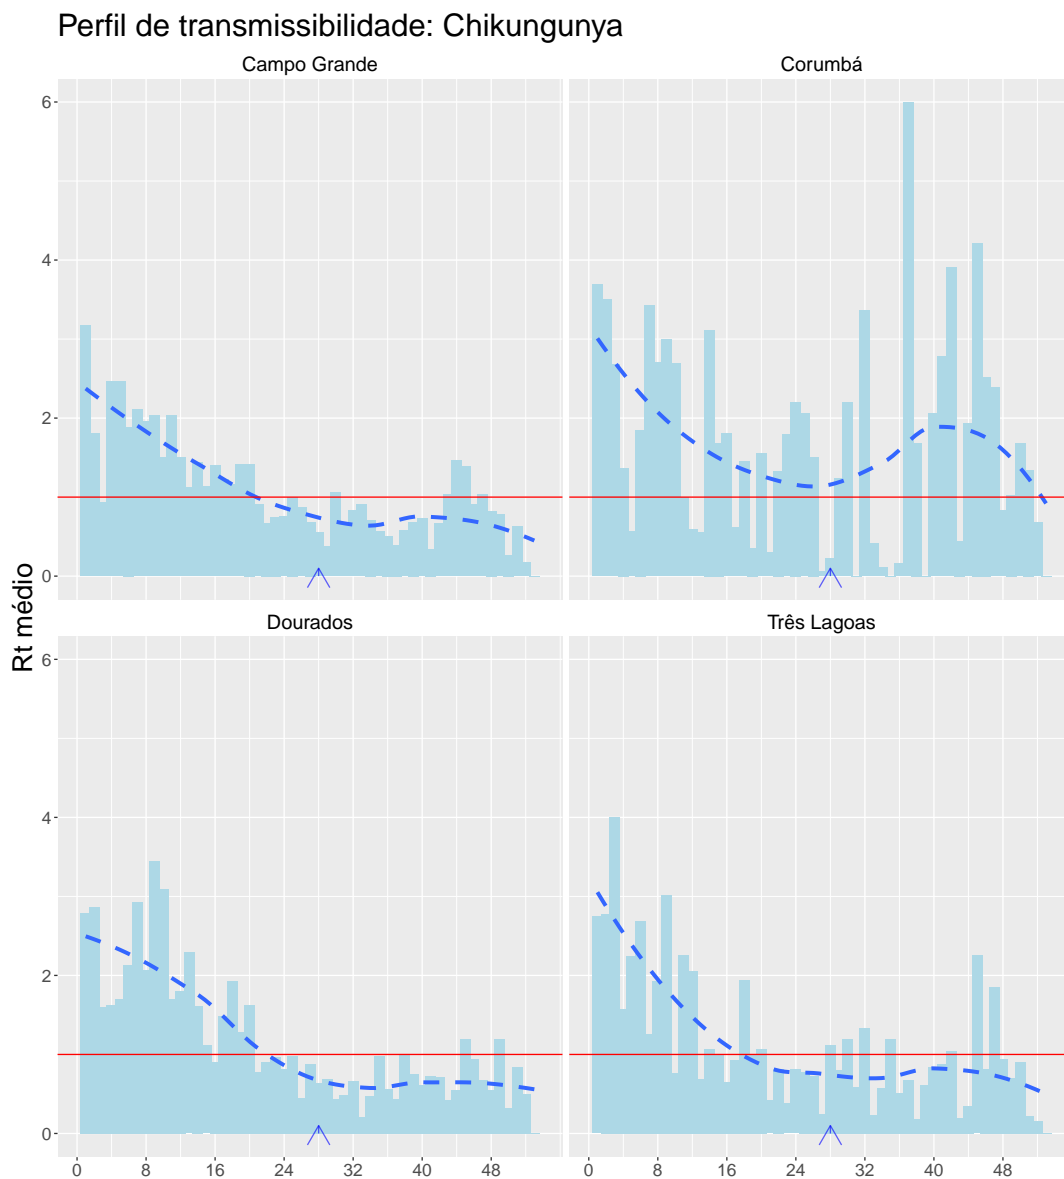 Perfil de transmissibilidade: Chikungunya
Campo Grande
Corumbá
6
4
2
0
Rt médio
Dourados
Três Lagoas
6
4
2
0
0 8 16 24 32 40 48
0 8 16 24 32 40 48